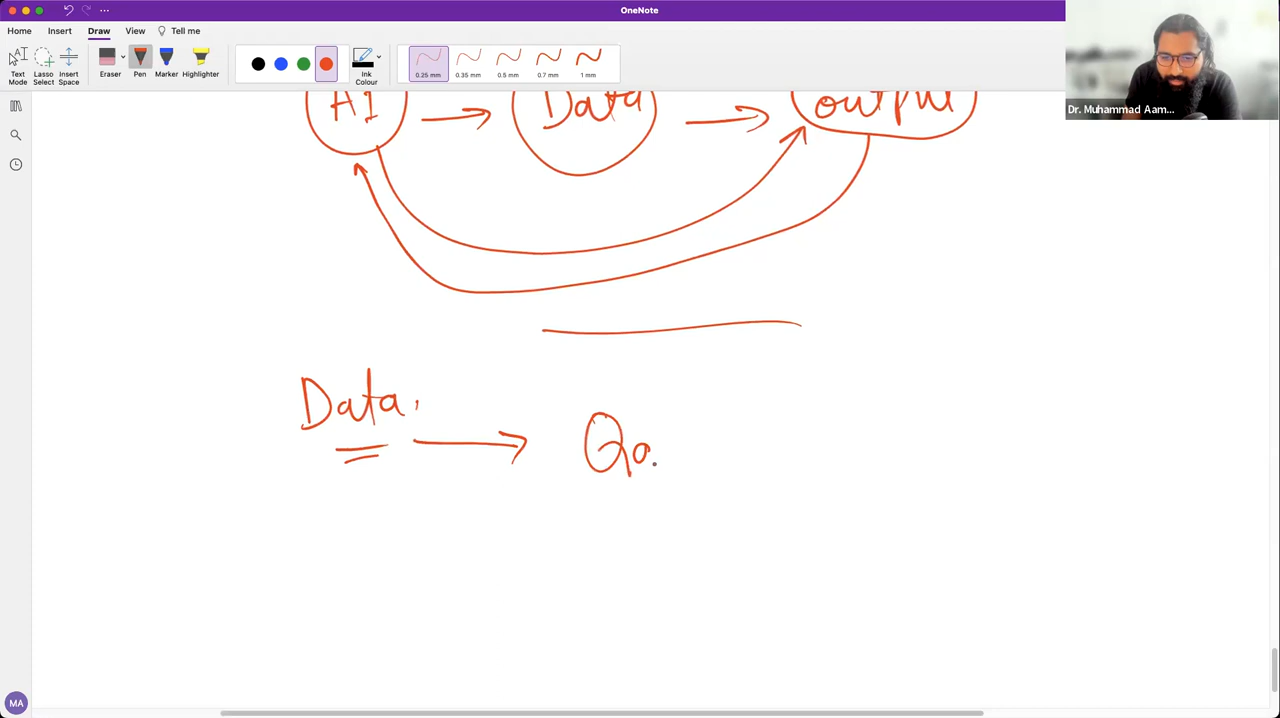 OneNote
Home Insert Draw View Tell me
Text Mode Lasso Select Insert Space Eraser Pen Marker Highlighter Ink Colour 0.25 mm 0.35 mm 0.5 mm 0.7 mm 1 mm
Dr. Muhammad Aam...
AI → Data → output
Data,
→ Qa
MA